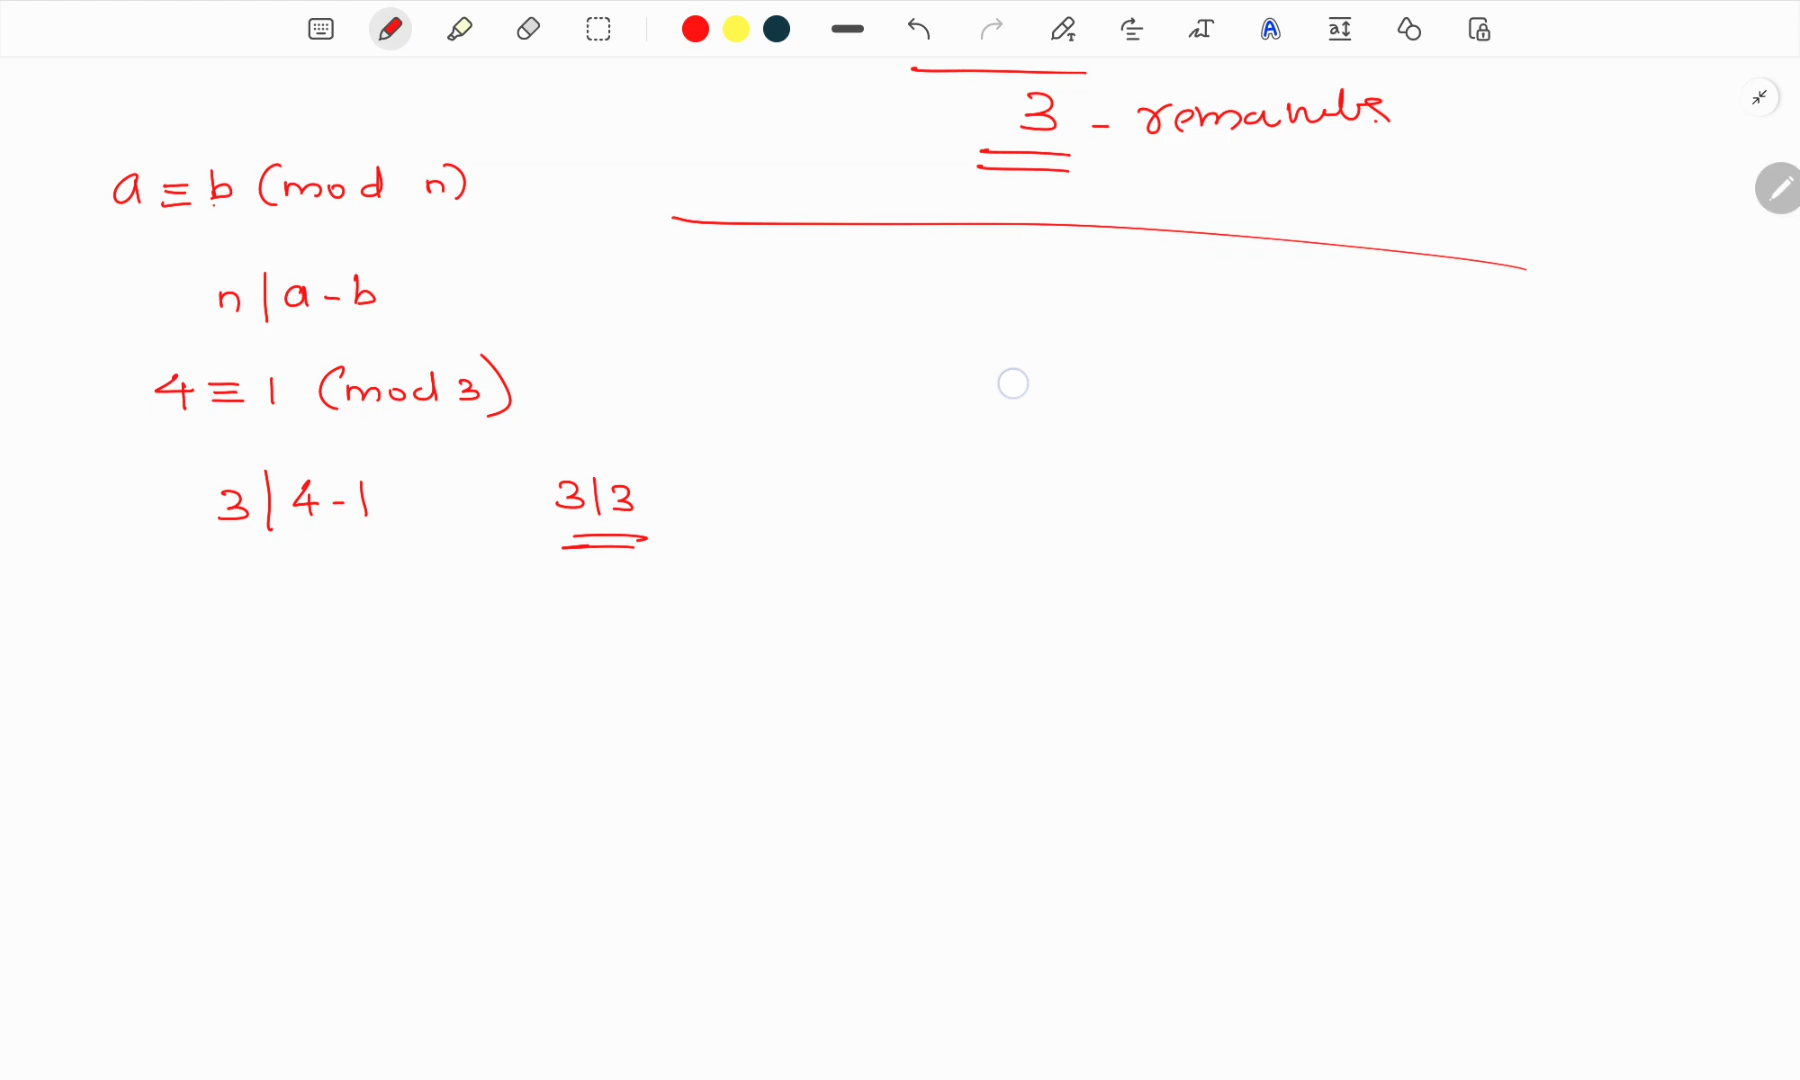 3 - remainder
a ≡ b (mod n)
n | a - b
4 ≡ 1 (mod 3)
3 | 4 - 1 3 | 3